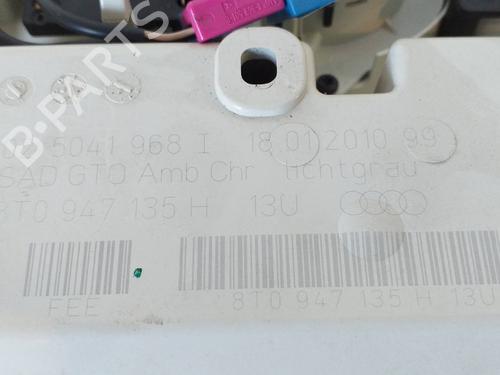 5041 968 I 18.01.2010 99
SAD GTO Amb Chr lichtgrau
8T0 947 135 H 13U
FEE
8T0 947 135 H 13U
B-PARTS